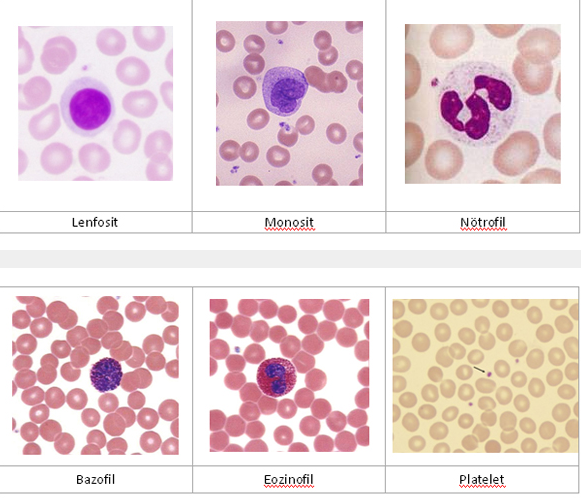 Lenfosit
Monosit
Nötrofil
Bazofil
Eozinofil
Platelet